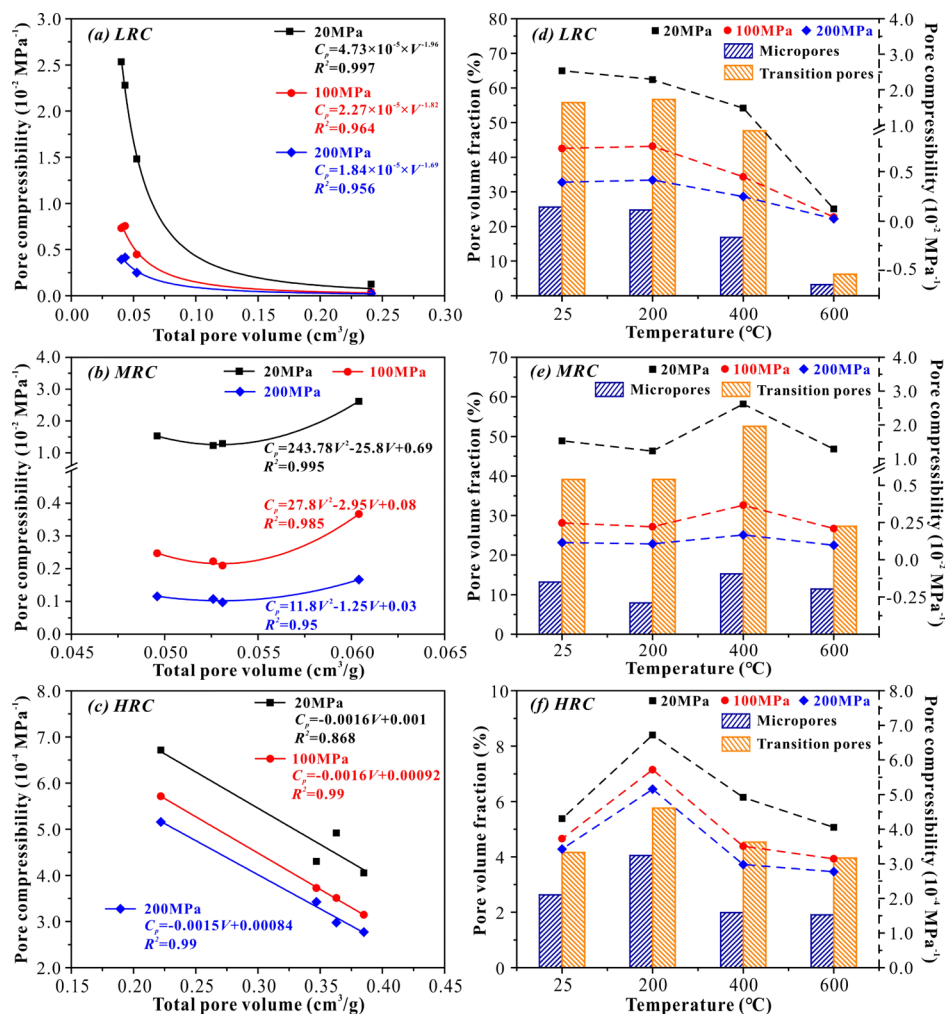 (a) LRC
20MPa
Cp=4.73×10-5×V-1.96
R2=0.997
100MPa
Cp=2.27×10-5×V-1.82
R2=0.964
200MPa
Cp=1.84×10-5×V-1.69
R2=0.956
3.0
2.5
2.0
1.5
1.0
0.5
0.0
Pore compressibility (10-2 MPa-1)
0.00 0.05 0.10 0.15 0.20 0.25 0.30
Total pore volume (cm3/g)
(d) LRC
20MPa 100MPa 200MPa
Micropores
Transition pores
80
70
60
50
40
30
20
10
0
Pore volume fraction (%)
4.0
3.0
2.0
1.0
0.5
0.0
−0.5
Pore compressibility (10-2 MPa-1)
25 200 400 600
Temperature (°C)
(b) MRC
20MPa 100MPa
200MPa
Cp=243.78V2-25.8V+0.69
R2=0.995
Cp=27.8V2-2.95V+0.08
R2=0.985
Cp=11.8V2-1.25V+0.03
R2=0.95
4.0
3.0
2.0
1.0
0.4
0.3
0.2
0.1
0.0
Pore compressibility (10-2 MPa-1)
0.045 0.050 0.055 0.060 0.065
Total pore volume (cm3/g)
(e) MRC
20MPa 100MPa 200MPa
Micropores Transition pores
70
60
50
40
30
20
10
0
Pore volume fraction (%)
4.0
3.0
2.0
1.0
0.5
0.25
0.0
−0.25
Pore compressibility (10-2 MPa-1)
25 200 400 600
Temperature (°C)
(c) HRC
20MPa
Cp=-0.0016V+0.001
R2=0.868
100MPa
Cp=-0.0016V+0.00092
R2=0.99
200MPa
Cp=-0.0015V+0.00084
R2=0.99
8.0
7.0
6.0
5.0
4.0
3.0
2.0
Pore compressibility (10-4 MPa-1)
0.15 0.20 0.25 0.30 0.35 0.40 0.45
Total pore volume (cm3/g)
(f) HRC
20MPa 100MPa 200MPa
Micropores
Transition pores
10
8
6
4
2
0
Pore volume fraction (%)
8.0
7.0
6.0
5.0
4.0
3.0
2.0
1.0
0.0
Pore compressibility (10-4 MPa-1)
25 200 400 600
Temperature (°C)